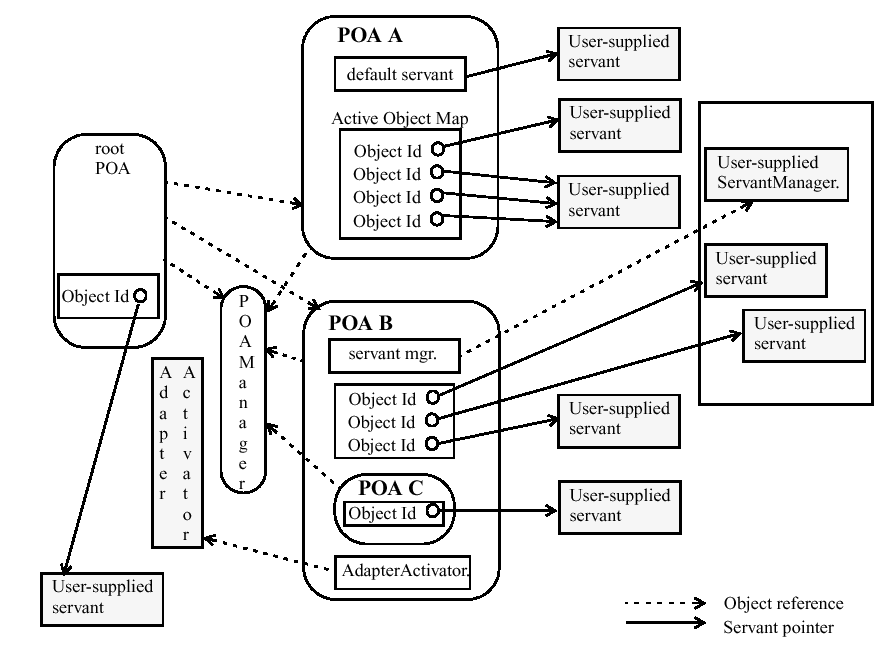 POA A
default servant
Active Object Map
Object Id
Object Id
Object Id
Object Id
User-supplied
servant
User-supplied
servant
User-supplied
servant
root
POA
Object Id
User-supplied
ServantManager.
User-supplied
servant
User-supplied
servant
POAManager
POA B
servant mgr.
Object Id
Object Id
Object Id
User-supplied
servant
Adapter
Activator
POA C
Object Id
User-supplied
servant
AdapterActivator.
User-supplied
servant
Object reference
Servant pointer